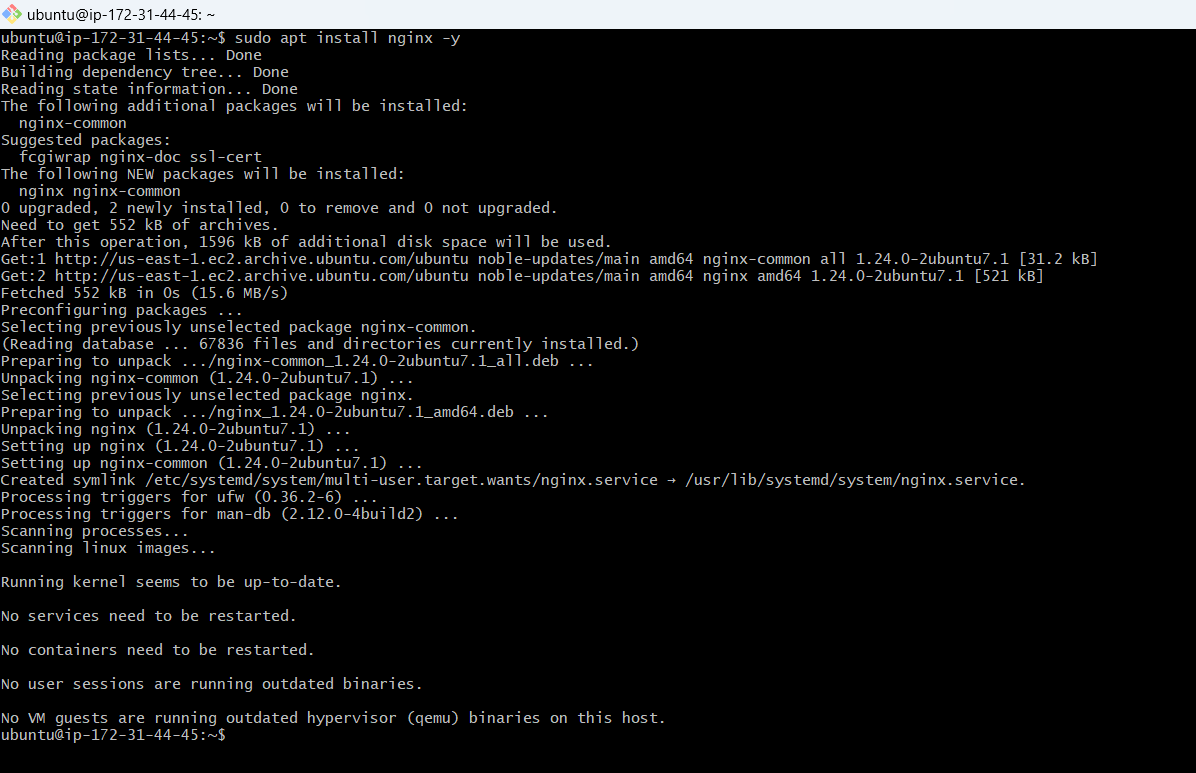 ubuntu@ip-172-31-44-45: ~
ubuntu@ip-172-31-44-45:~$ sudo apt install nginx -y
Reading package lists... Done
Building dependency tree... Done
Reading state information... Done
The following additional packages will be installed:
  nginx-common
Suggested packages:
  fcgiwrap nginx-doc ssl-cert
The following NEW packages will be installed:
  nginx nginx-common
0 upgraded, 2 newly installed, 0 to remove and 0 not upgraded.
Need to get 552 kB of archives.
After this operation, 1596 kB of additional disk space will be used.
Get:1 http://us-east-1.ec2.archive.ubuntu.com/ubuntu noble-updates/main amd64 nginx-common all 1.24.0-2ubuntu7.1 [31.2 kB]
Get:2 http://us-east-1.ec2.archive.ubuntu.com/ubuntu noble-updates/main amd64 nginx amd64 1.24.0-2ubuntu7.1 [521 kB]
Fetched 552 kB in 0s (15.6 MB/s)
Preconfiguring packages ...
Selecting previously unselected package nginx-common.
(Reading database ... 67836 files and directories currently installed.)
Preparing to unpack .../nginx-common_1.24.0-2ubuntu7.1_all.deb ...
Unpacking nginx-common (1.24.0-2ubuntu7.1) ...
Selecting previously unselected package nginx.
Preparing to unpack .../nginx_1.24.0-2ubuntu7.1_amd64.deb ...
Unpacking nginx (1.24.0-2ubuntu7.1) ...
Setting up nginx (1.24.0-2ubuntu7.1) ...
Setting up nginx-common (1.24.0-2ubuntu7.1) ...
Created symlink /etc/systemd/system/multi-user.target.wants/nginx.service → /usr/lib/systemd/system/nginx.service.
Processing triggers for ufw (0.36.2-6) ...
Processing triggers for man-db (2.12.0-4build2) ...
Scanning processes...
Scanning linux images...

Running kernel seems to be up-to-date.

No services need to be restarted.

No containers need to be restarted.

No user sessions are running outdated binaries.

No VM guests are running outdated hypervisor (qemu) binaries on this host.
ubuntu@ip-172-31-44-45:~$